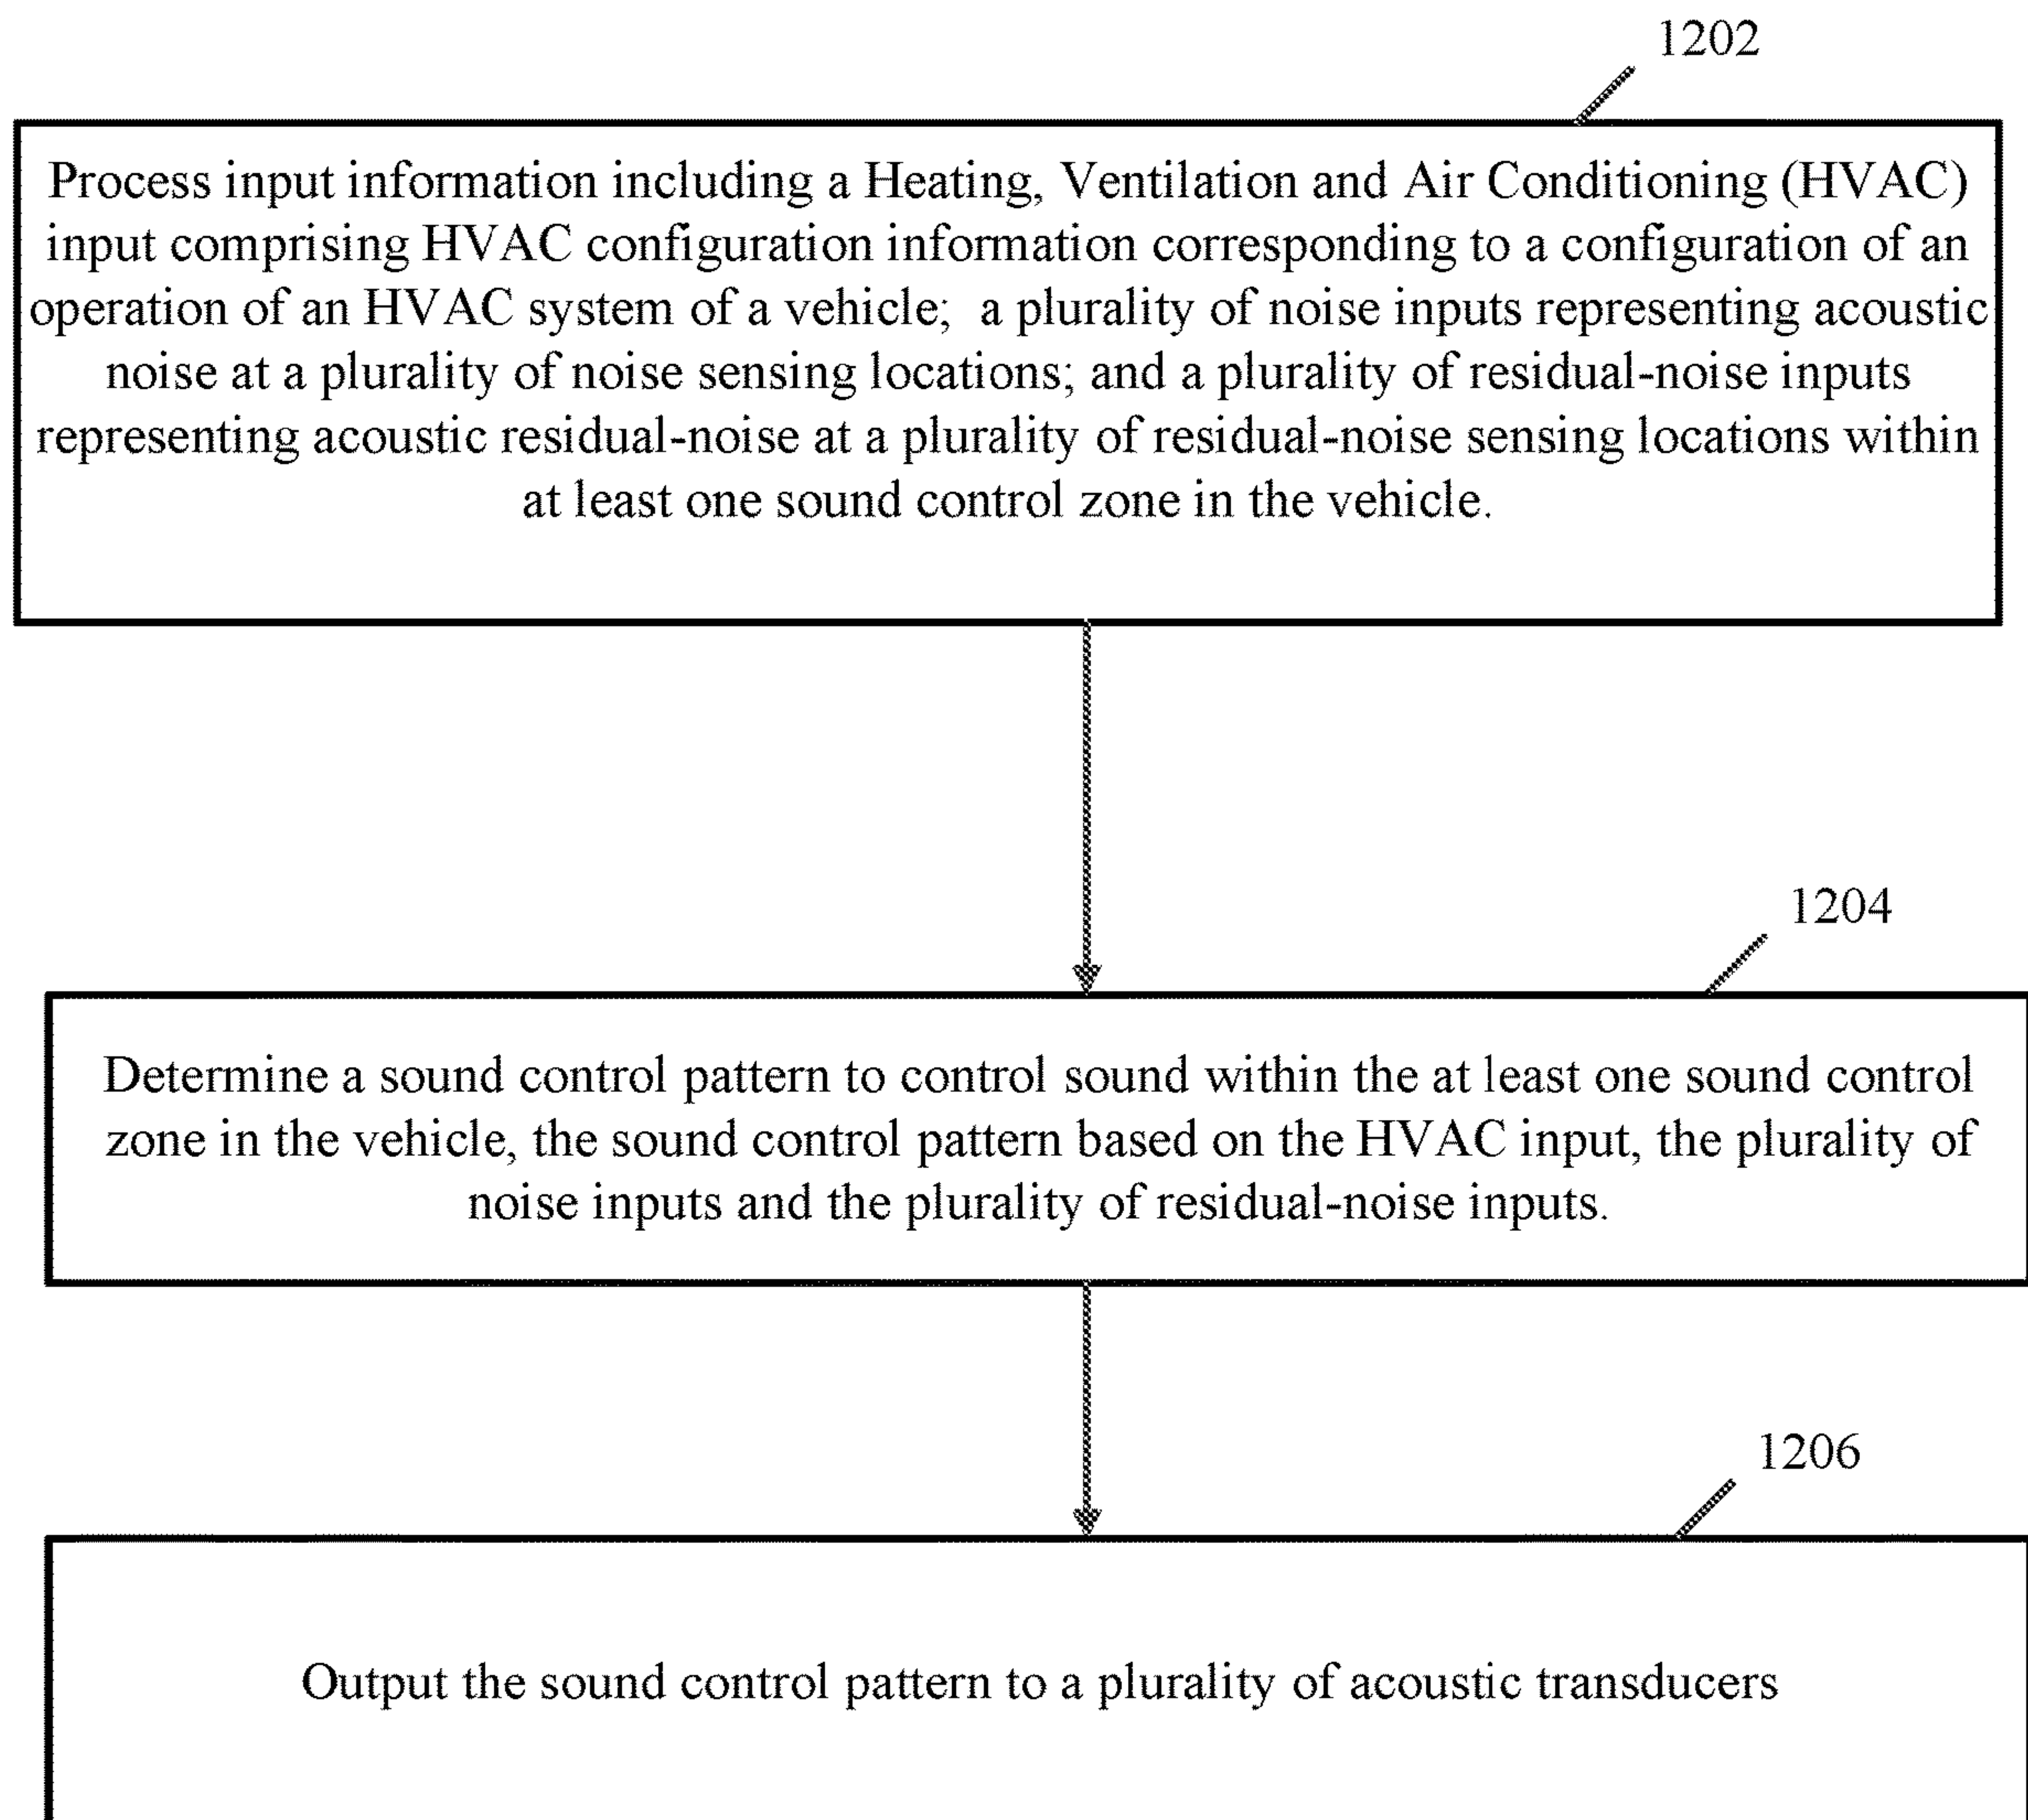 1202
Process input information including a Heating, Ventilation and Air Conditioning (HVAC)
input comprising HVAC configuration information corresponding to a configuration of an
operation of an HVAC system of a vehicle;  a plurality of noise inputs representing acoustic
noise at a plurality of noise sensing locations; and a plurality of residual-noise inputs
representing acoustic residual-noise at a plurality of residual-noise sensing locations within
at least one sound control zone in the vehicle.
1204
Determine a sound control pattern to control sound within the at least one sound control
zone in the vehicle, the sound control pattern based on the HVAC input, the plurality of
noise inputs and the plurality of residual-noise inputs.
1206
Output the sound control pattern to a plurality of acoustic transducers